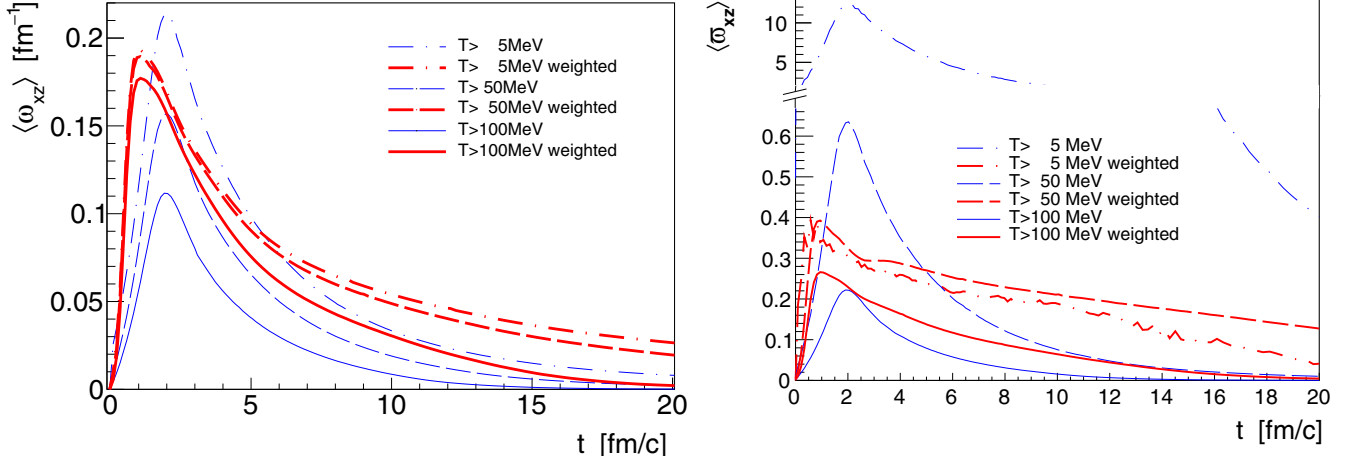 ⟨ω_xz⟩ [fm⁻¹]
0.2
0.15
0.1
0.05
0
T> 5MeV
T> 5MeV weighted
T> 50MeV
T> 50MeV weighted
T>100MeV
T>100MeV weighted
0 5 10 15 20
t [fm/c]
⟨ϖ_xz⟩
10
5
0.6
0.5
0.4
0.3
0.2
0.1
0
T> 5 MeV
T> 5 MeV weighted
T> 50 MeV
T> 50 MeV weighted
T>100 MeV
T>100 MeV weighted
0 2 4 6 8 10 12 14 16 18 20
t [fm/c]